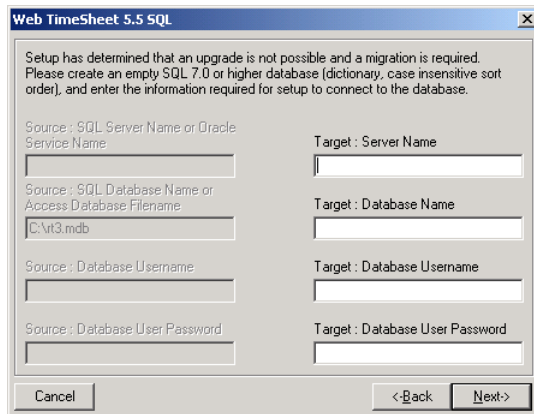 Web TimeSheet 5.5 SQL
Setup has determined that an upgrade is not possible and a migration is required.
Please create an empty SQL 7.0 or higher database (dictionary, case insensitive sort
order), and enter the information required for setup to connect to the database.
Source : SQL Server Name or Oracle
Service Name
Target : Server Name
Source : SQL Database Name or
Access Database Filename
Target : Database Name
C:\rt3.mdb
Source : Database Username
Target : Database Username
Source : Database User Password
Target : Database User Password
Cancel
<-Back
Next->